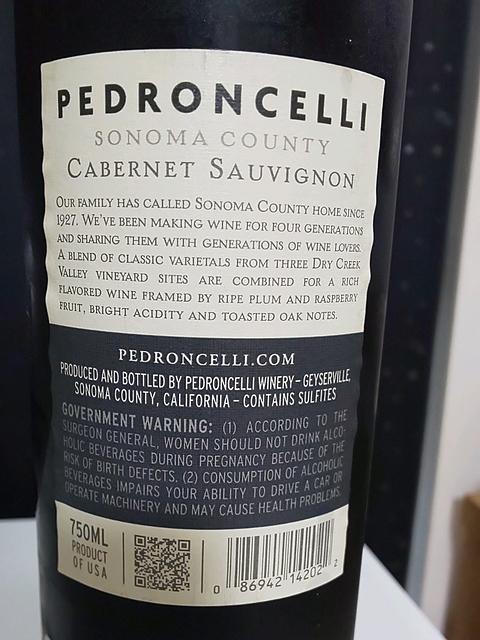 PEDRONCELLI
SONOMA COUNTY
CABERNET SAUVIGNON
OUR FAMILY HAS CALLED SONOMA COUNTY HOME SINCE
1927. WE'VE BEEN MAKING WINE FOR FOUR GENERATIONS
AND SHARING THEM WITH GENERATIONS OF WINE LOVERS.
A BLEND OF CLASSIC VARIETALS FROM THREE DRY CREEK
VALLEY VINEYARD SITES ARE COMBINED FOR A RICH
FLAVORED WINE FRAMED BY RIPE PLUM AND RASPBERRY
FRUIT, BRIGHT ACIDITY AND TOASTED OAK NOTES.
PEDRONCELLI.COM
PRODUCED AND BOTTLED BY PEDRONCELLI WINERY – GEYSERVILLE,
SONOMA COUNTY, CALIFORNIA – CONTAINS SULFITES
GOVERNMENT WARNING: (1) ACCORDING TO THE
SURGEON GENERAL, WOMEN SHOULD NOT DRINK ALCO-
HOLIC BEVERAGES DURING PREGNANCY BECAUSE OF THE
RISK OF BIRTH DEFECTS. (2) CONSUMPTION OF ALCOHOLIC
BEVERAGES IMPAIRS YOUR ABILITY TO DRIVE A CAR OR
OPERATE MACHINERY AND MAY CAUSE HEALTH PROBLEMS.
750ML
PRODUCT
OF USA
0 86942 14202 2